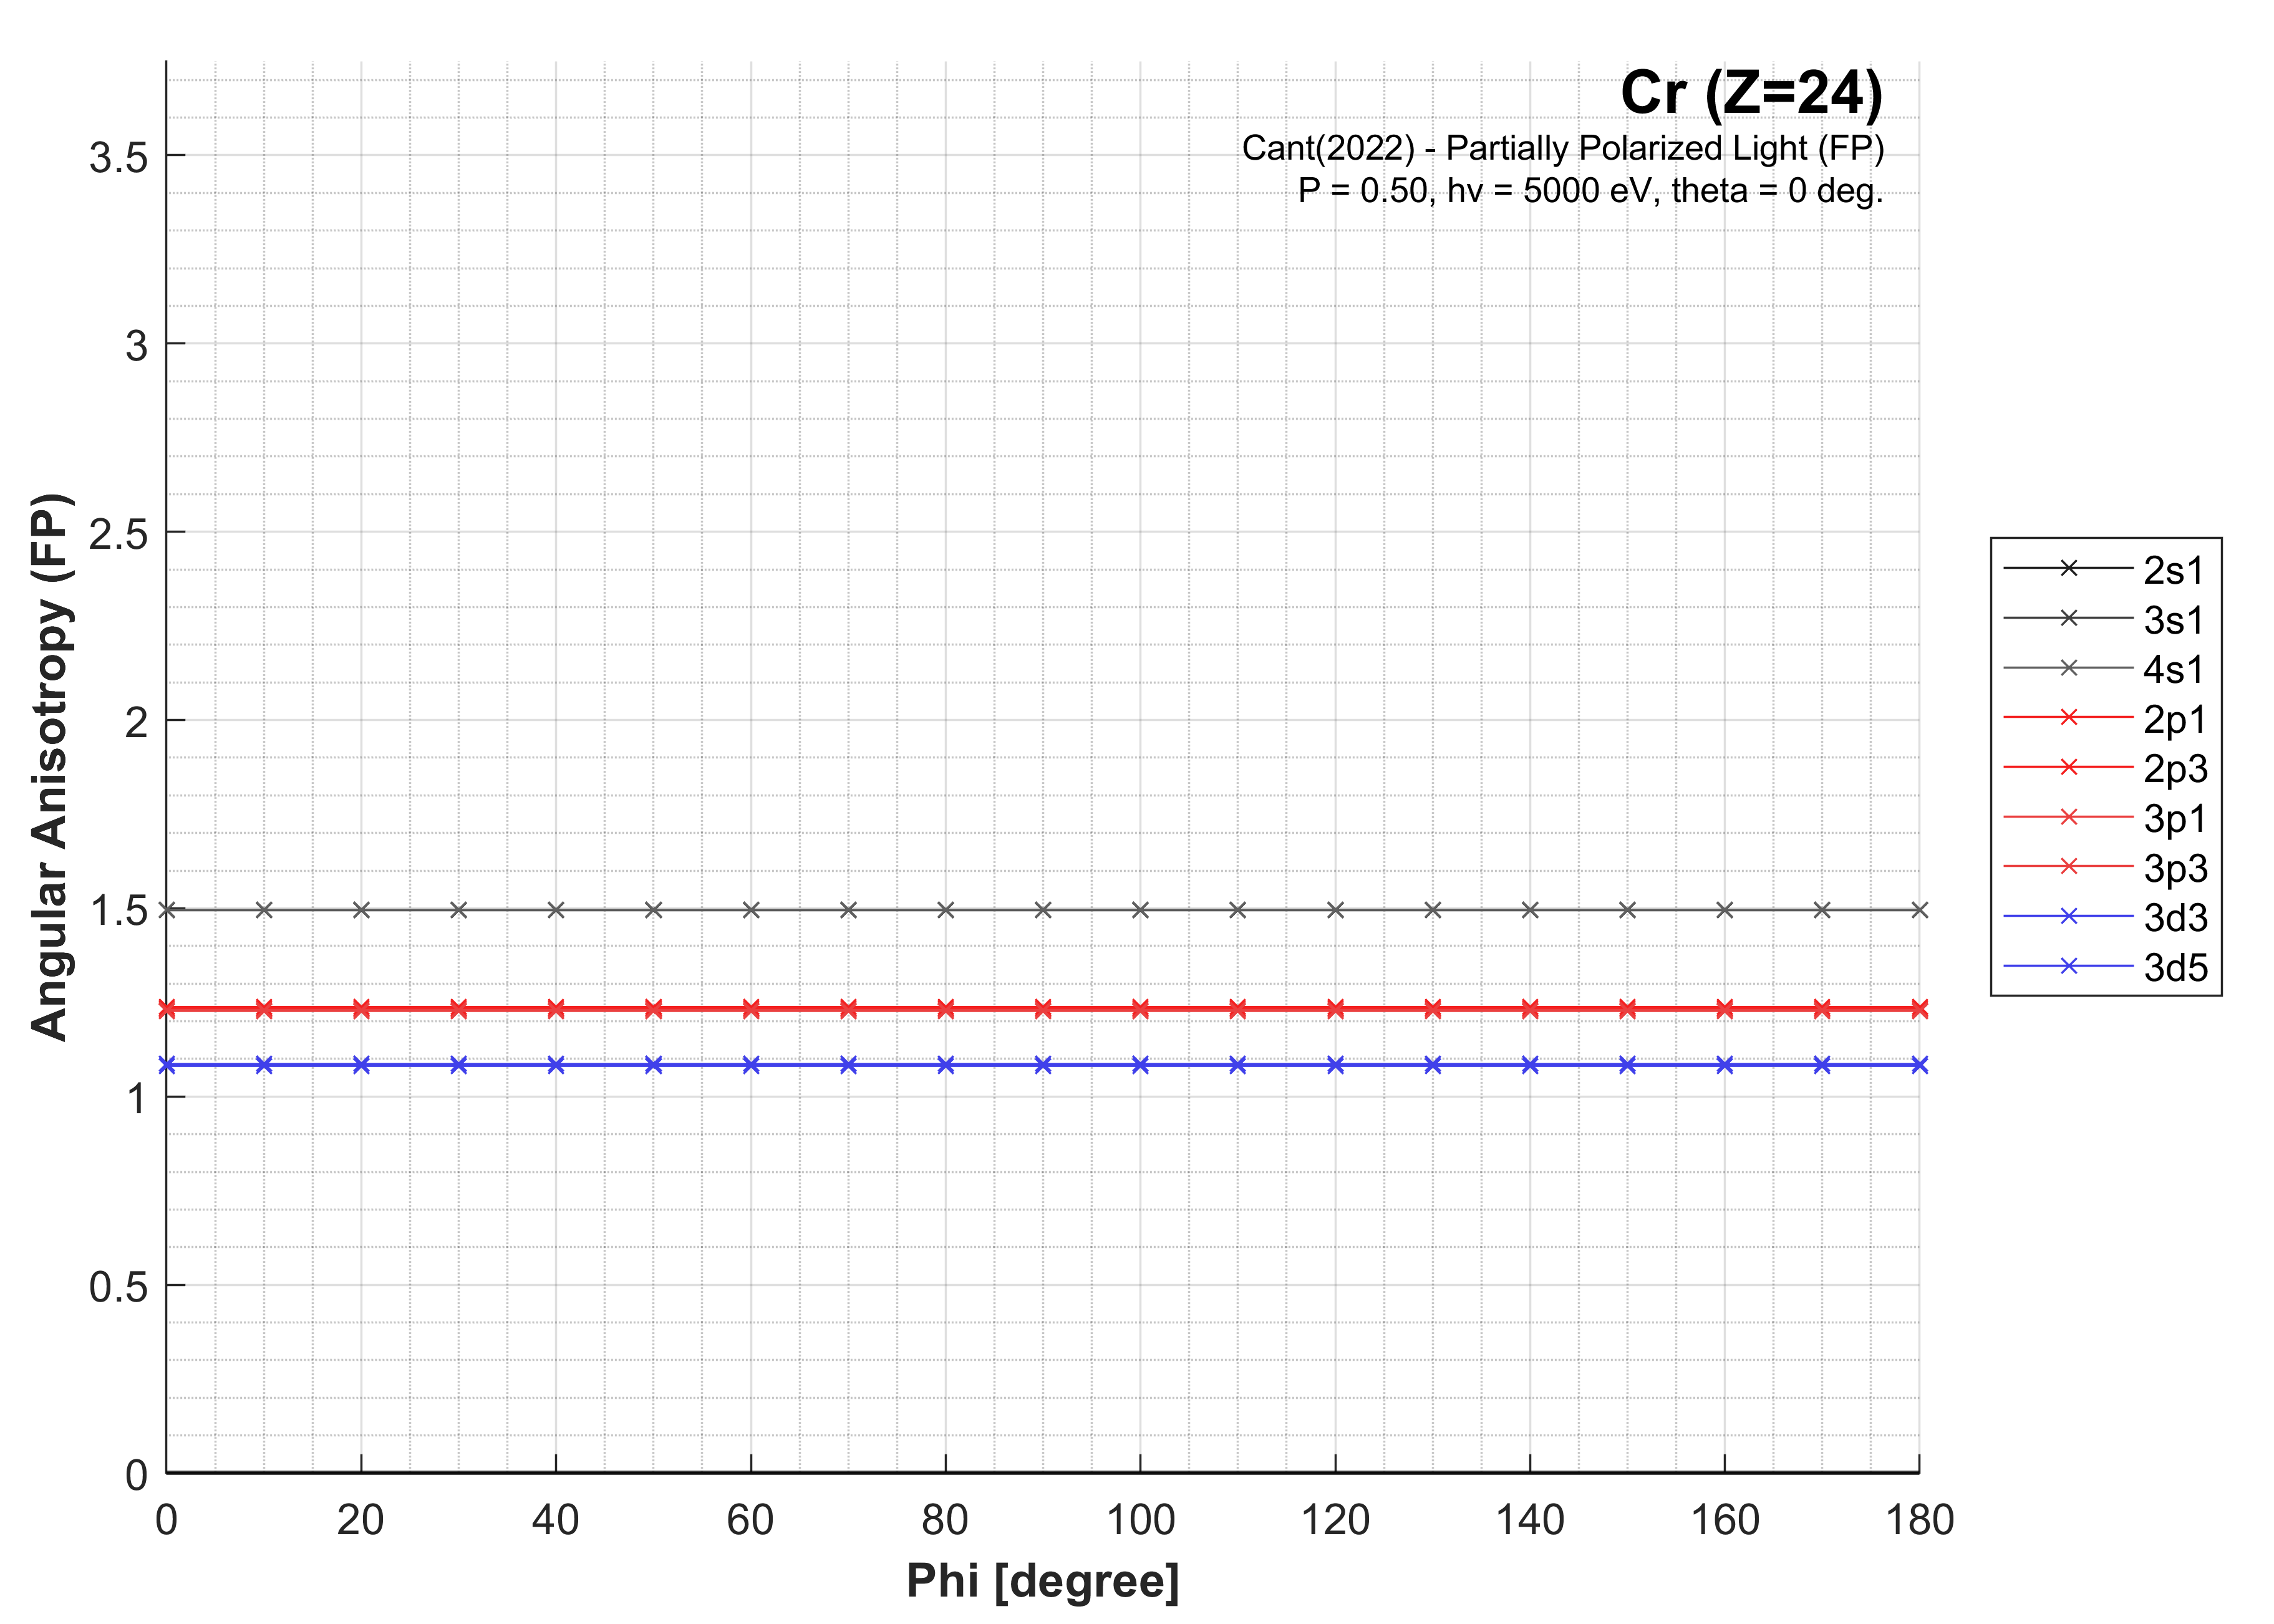 Cr (Z=24)
Cant(2022) - Partially Polarized Light (FP)
P = 0.50, hv = 5000 eV, theta = 0 deg.
Angular Anisotropy (FP)
3.5
3
2.5
2
1.5
1
0.5
0
0 20 40 60 80 100 120 140 160 180
Phi [degree]
2s1
3s1
4s1
2p1
2p3
3p1
3p3
3d3
3d5